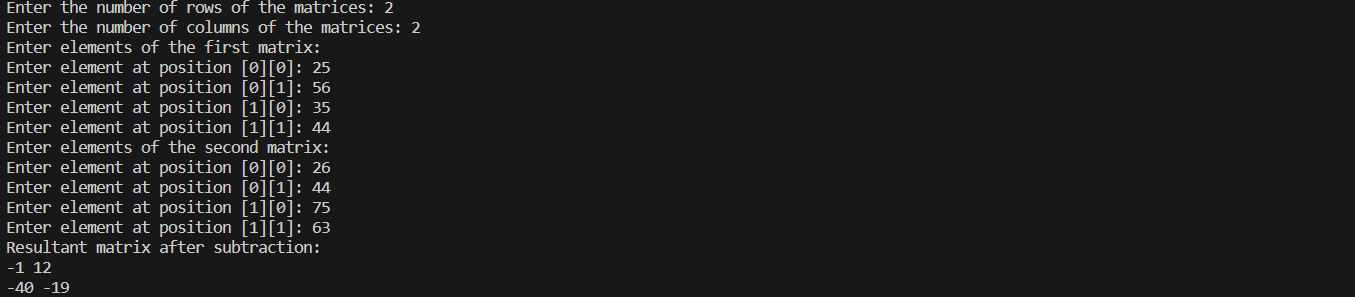 Enter the number of rows of the matrices: 2
Enter the number of columns of the matrices: 2
Enter elements of the first matrix:
Enter element at position [0][0]: 25
Enter element at position [0][1]: 56
Enter element at position [1][0]: 35
Enter element at position [1][1]: 44
Enter elements of the second matrix:
Enter element at position [0][0]: 26
Enter element at position [0][1]: 44
Enter element at position [1][0]: 75
Enter element at position [1][1]: 63
Resultant matrix after subtraction:
-1 12
-40 -19